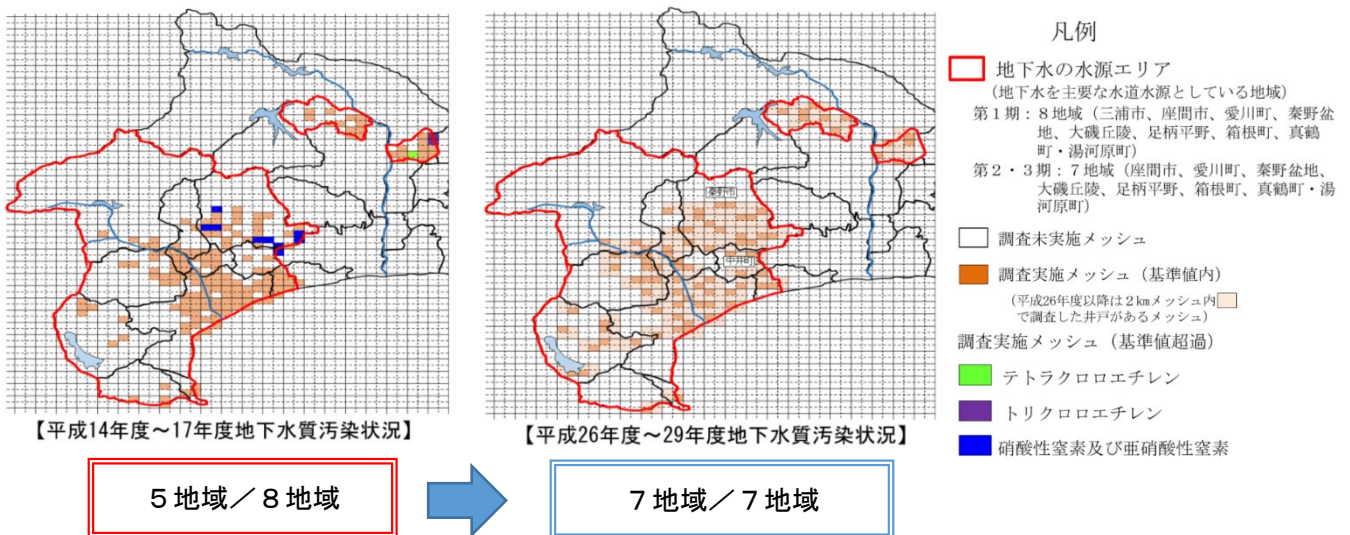 秦野市
中井町
【平成14年度～17年度地下水質汚染状況】
【平成26年度～29年度地下水質汚染状況】
５地域／８地域
７地域／７地域
凡例
地下水の水源エリア
(地下水を主要な水道水源としている地域)
第１期：８地域（三浦市、座間市、愛川町、秦野盆
地、大磯丘陵、足柄平野、箱根町、真鶴
町・湯河原町）
第２・３期：７地域（座間市、愛川町、秦野盆地、
大磯丘陵、足柄平野、箱根町、真鶴町・湯
河原町）
調査未実施メッシュ
調査実施メッシュ（基準値内）
（平成26年度以降は２kmメッシュ内
で調査した井戸があるメッシュ）
調査実施メッシュ（基準値超過）
テトラクロロエチレン
トリクロロエチレン
硝酸性窒素及び亜硝酸性窒素